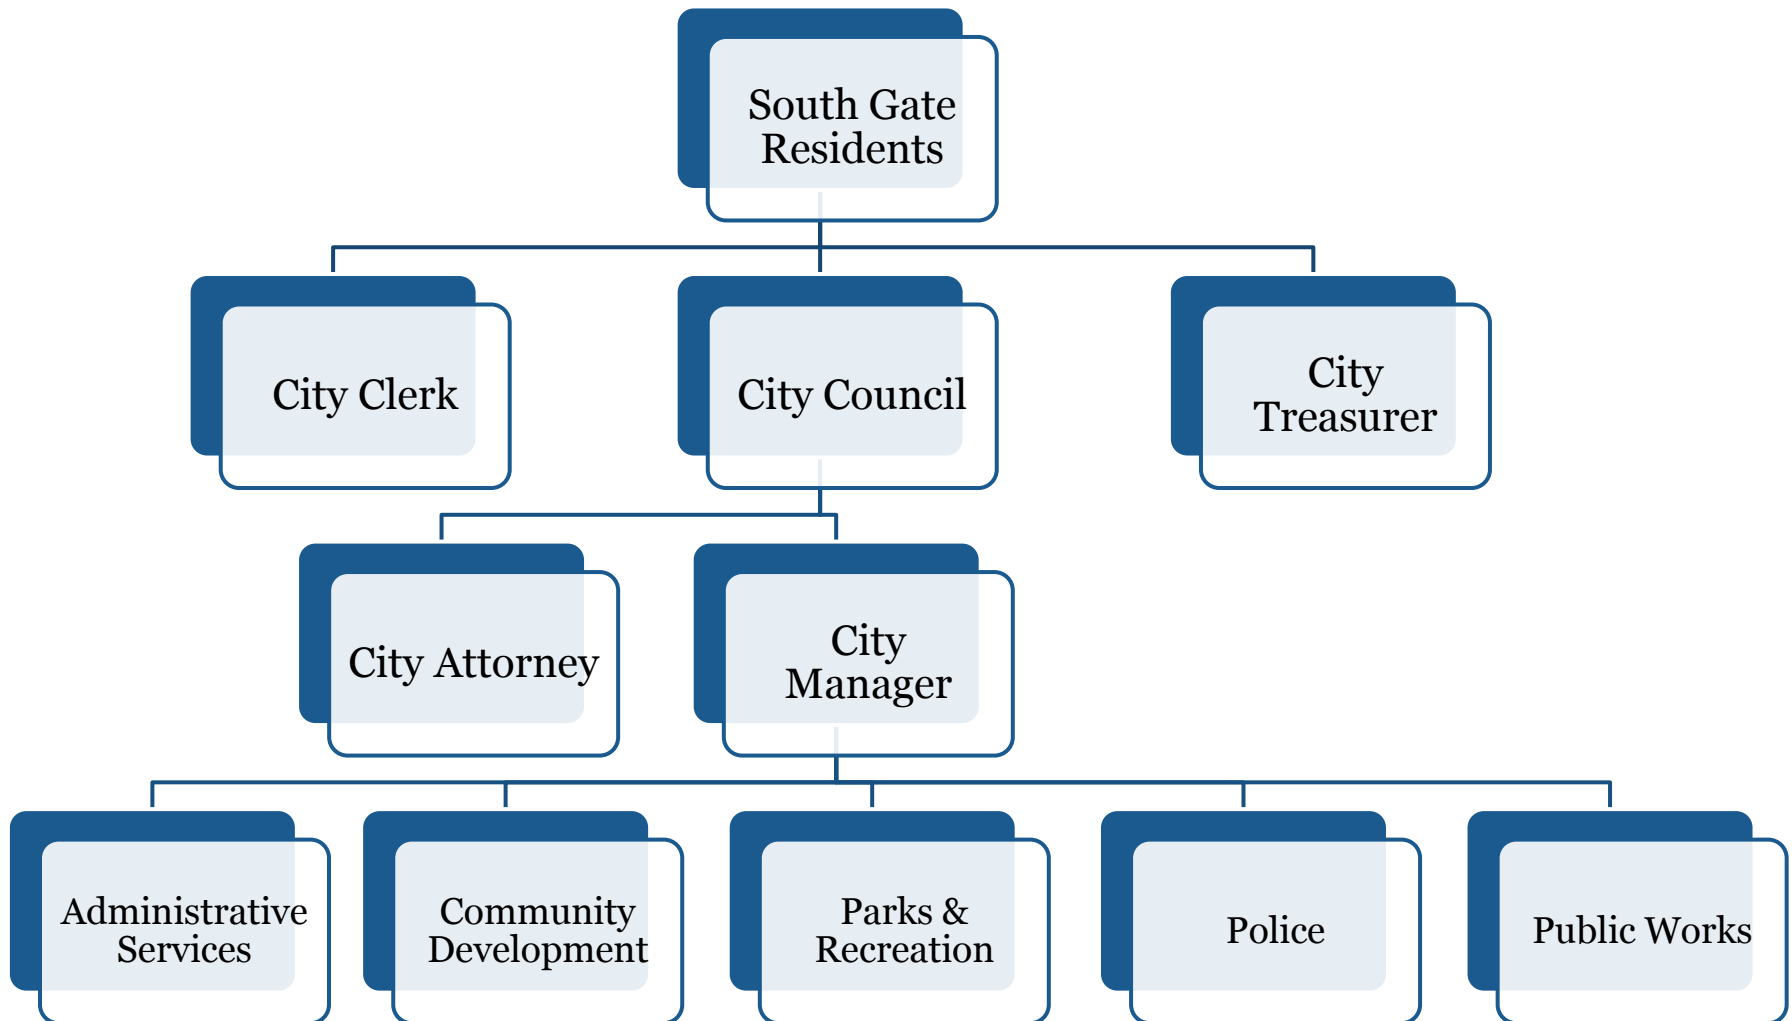 South Gate
Residents
City Clerk
City Council
City
Treasurer
City Attorney
City
Manager
Administrative
Services
Community
Development
Parks &
Recreation
Police
Public Works